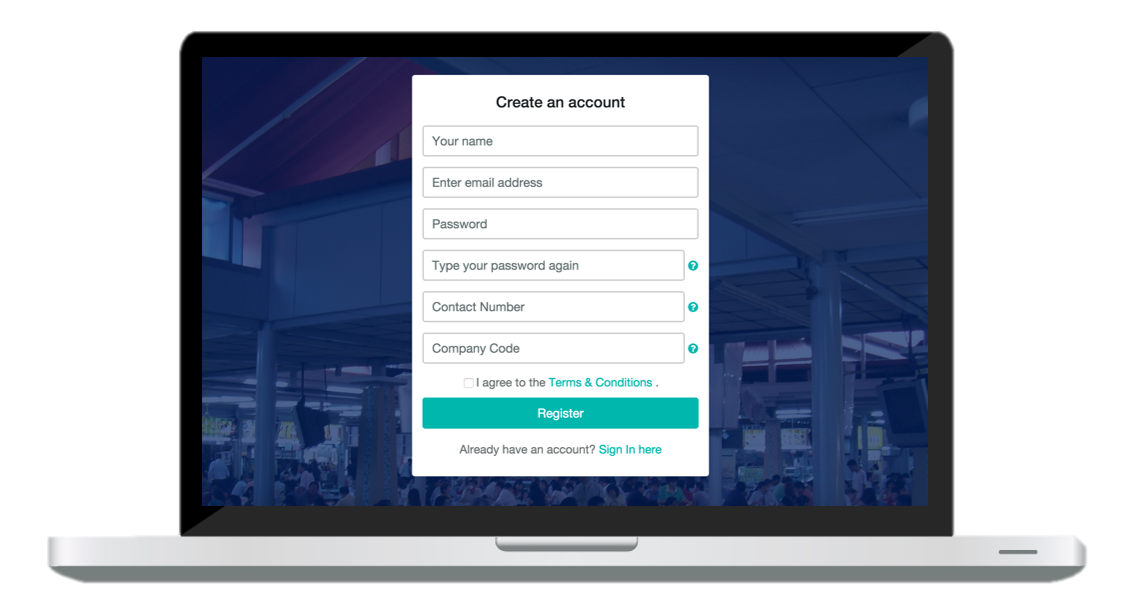 Create an account
Your name
Enter email address
Password
Type your password again
Contact Number
Company Code
I agree to the Terms & Conditions .
Register
Already have an account? Sign In here